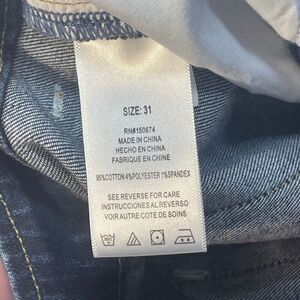 SIZE: 31
RN#150674
MADE IN CHINA
HECHO EN CHINA
FABRIQUE EN CHINE
95%COTTON 4%POLYESTER 1%SPANDEX
SEE REVERSE FOR CARE
INSTRUCCIONES AL REVERSO
VOIR AUTRE COTE DE SOINS